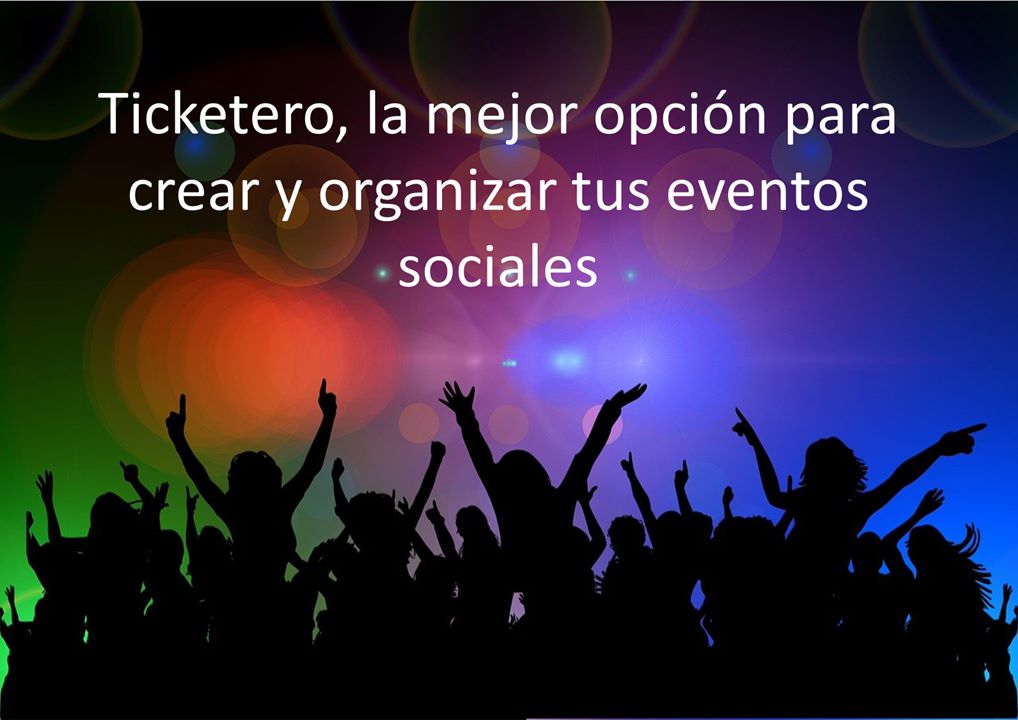 Ticketero, la mejor opción para
crear y organizar tus eventos
sociales